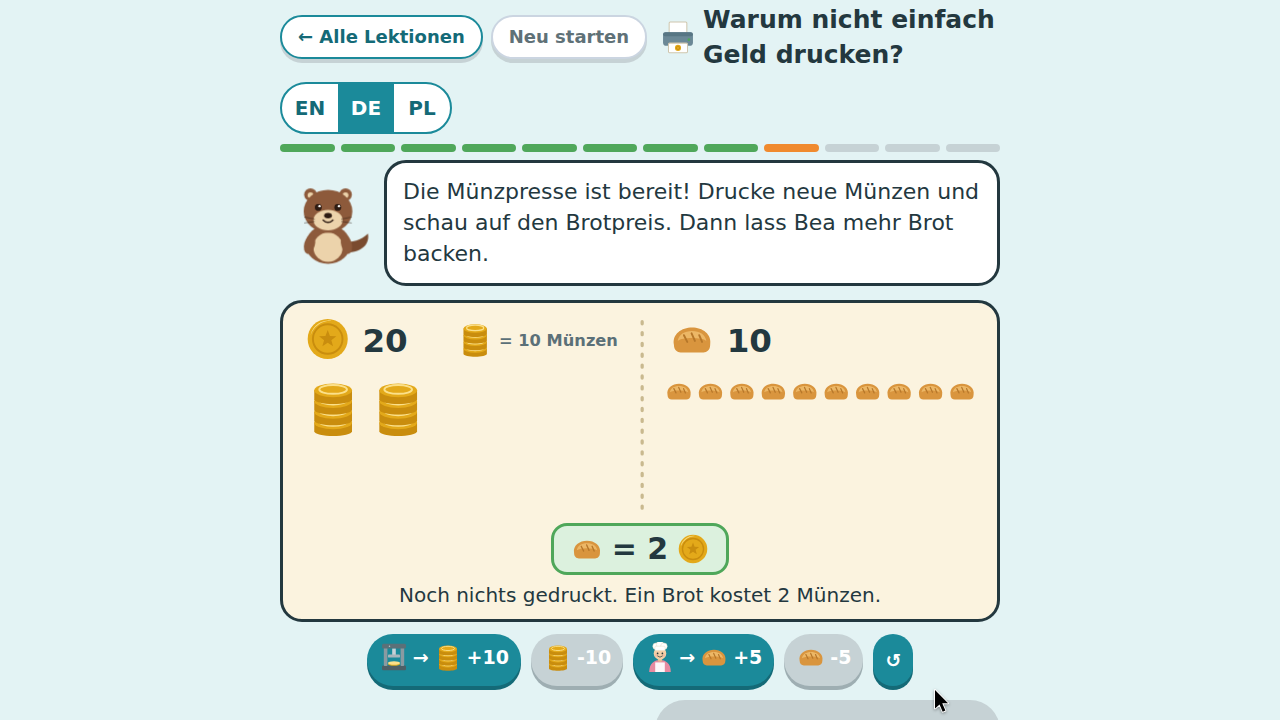 ← Alle Lektionen
Neu starten
Warum nicht einfach
Geld drucken?
EN DE PL
Die Münzpresse ist bereit! Drucke neue Münzen und
schau auf den Brotpreis. Dann lass Bea mehr Brot
backen.
20
= 10 Münzen
10
= 2
Noch nichts gedruckt. Ein Brot kostet 2 Münzen.
→ +10
-10
→ +5
-5
↺